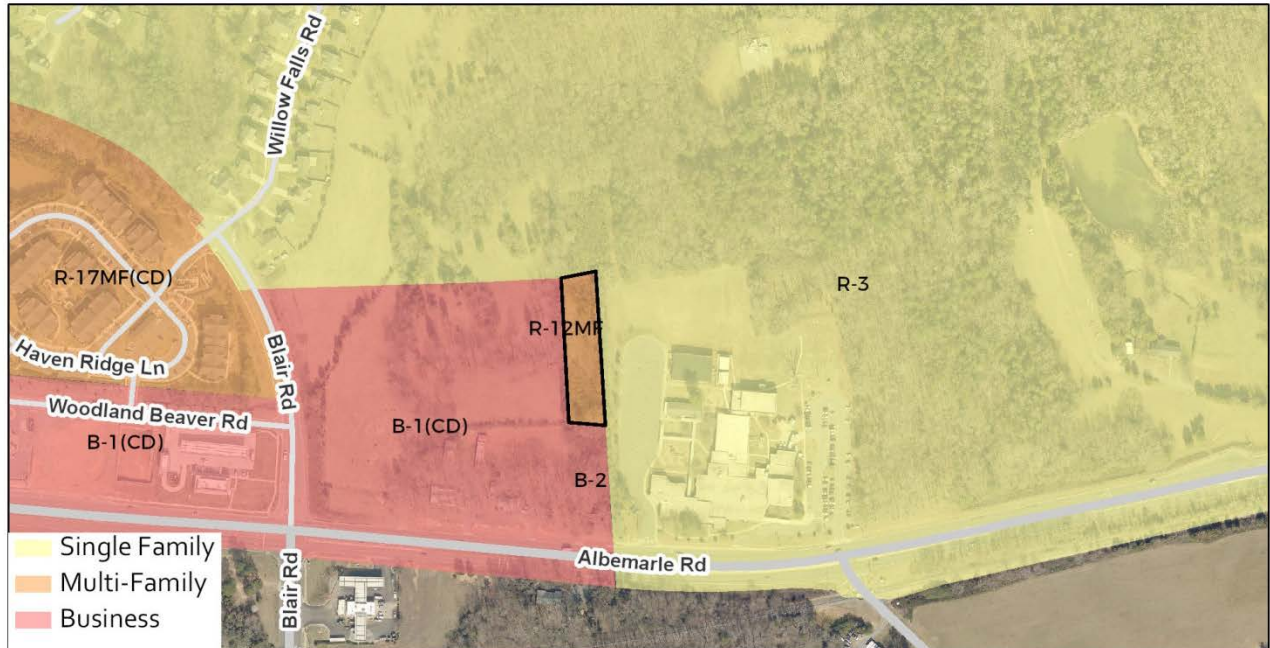 Willow Falls Rd
R-17MF(CD)
R-3
R-12MF
Haven Ridge Ln
Blair Rd
Woodland Beaver Rd
B-1(CD)
B-1(CD)
B-2
Albemarle Rd
Blair Rd
Single Family
Multi-Family
Business